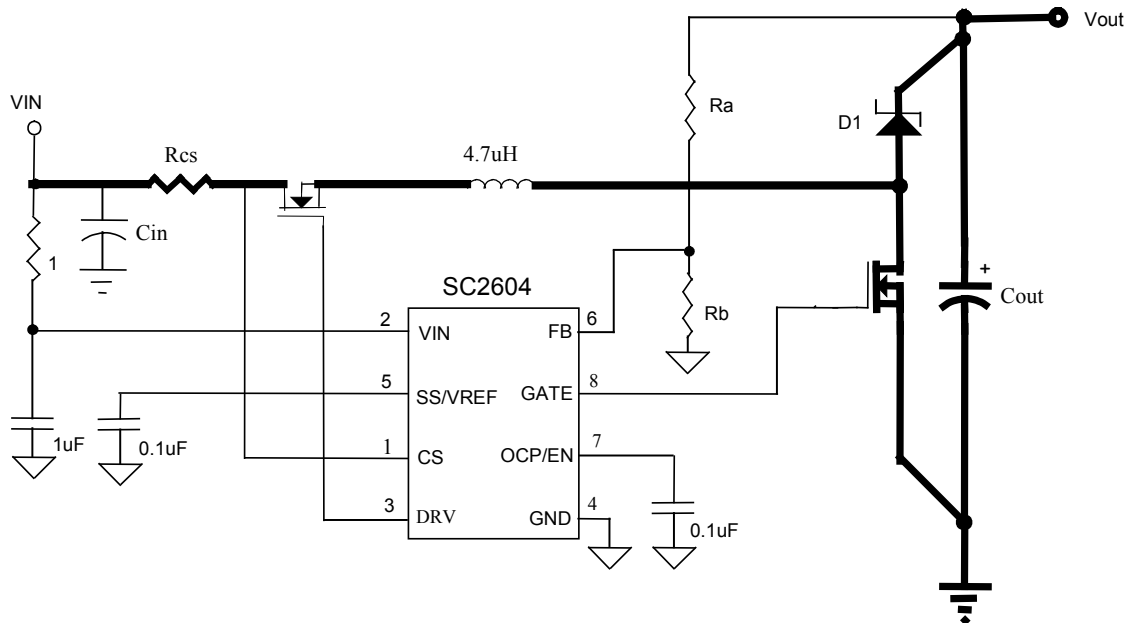 Vout
VIN
Ra
D1
Rcs
4.7uH
Cin
1
SC2604
+
Cout
2
VIN
FB
6
Rb
5
SS/VREF
GATE
8
1uF
0.1uF
1
CS
OCP/EN
7
3
DRV
GND
4
0.1uF